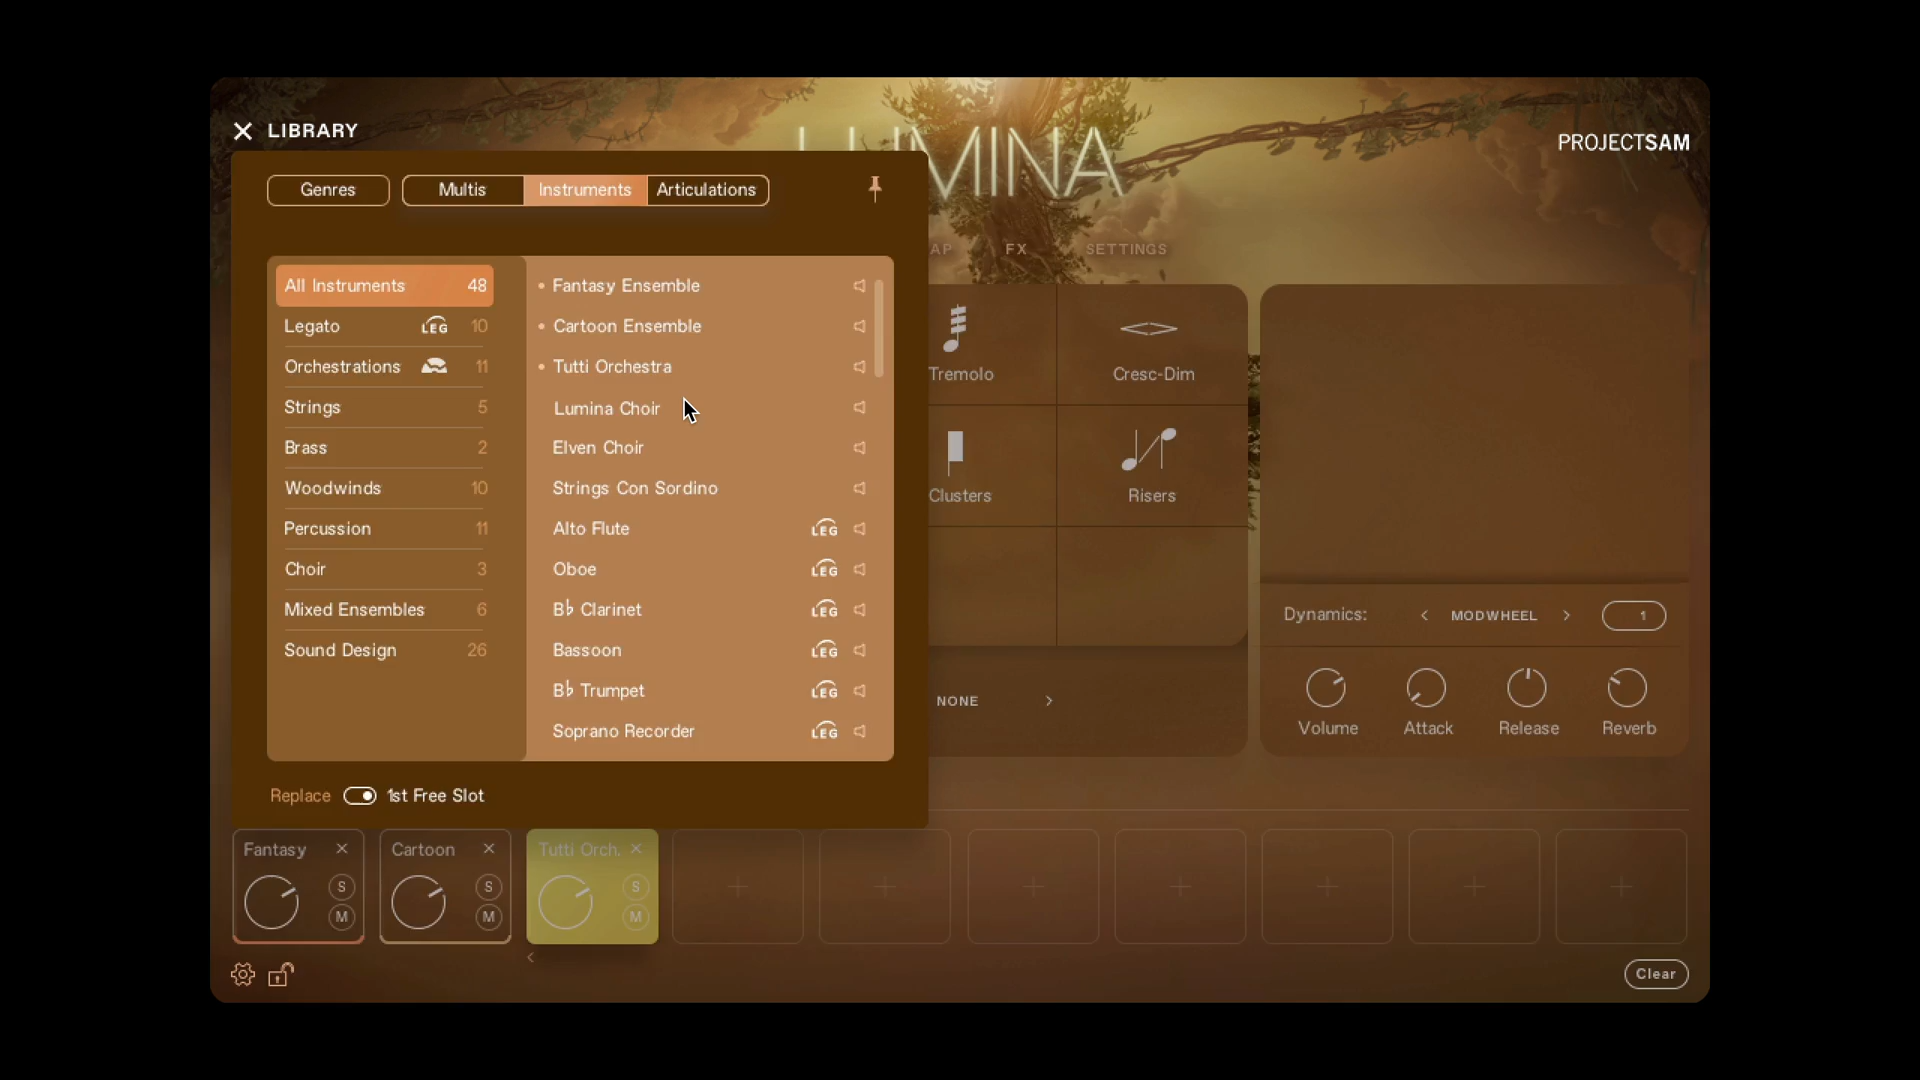 LIBRARY
LUMINA
PROJECTSAM
Genres
Multis
Instruments
Articulations
FX
SETTINGS
All Instruments 48
Legato LEG 10
Orchestrations 11
Strings 5
Brass 2
Woodwinds 10
Percussion 11
Choir 3
Mixed Ensembles 6
Sound Design 26
Fantasy Ensemble
Cartoon Ensemble
Tutti Orchestra
Lumina Choir
Elven Choir
Strings Con Sordino
Alto Flute LEG
Oboe LEG
B♭ Clarinet LEG
Bassoon LEG
B♭ Trumpet LEG
Soprano Recorder LEG
Replace
1st Free Slot
Tremolo
Cresc-Dim
Clusters
Risers
NONE
Dynamics: MODWHEEL 1
Volume
Attack
Release
Reverb
Fantasy
S
M
Cartoon
S
M
Tutti Orch.
S
M
Clear